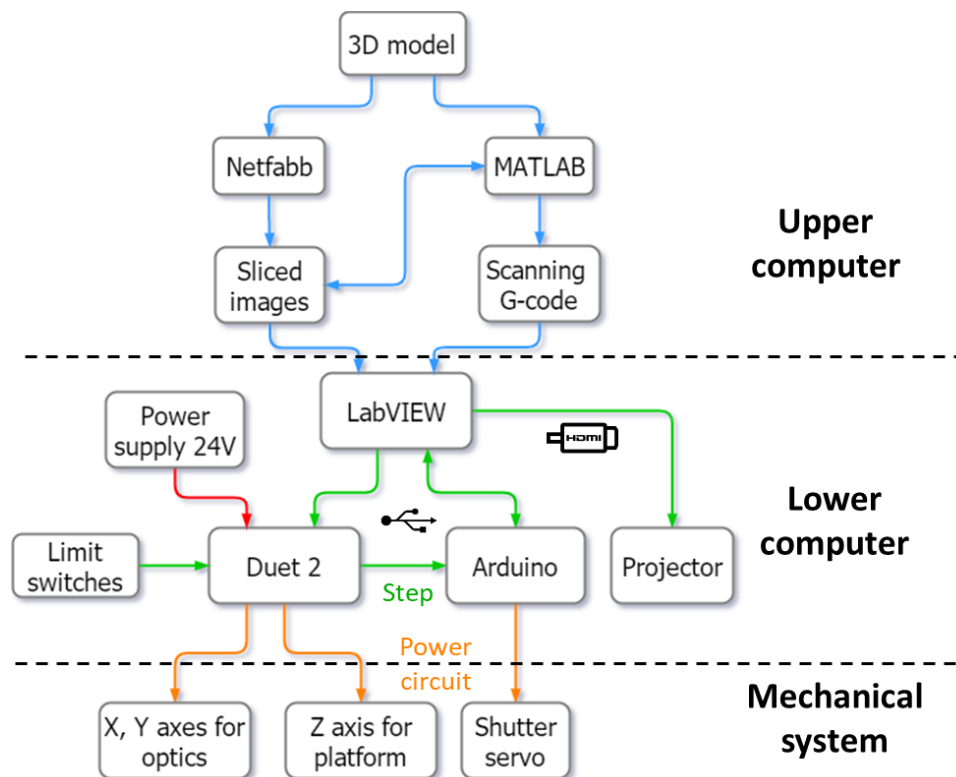 3D model
Netfabb
MATLAB
Sliced
images
Scanning
G-code
Upper
computer
LabVIEW
HDMI
Power
supply 24V
Limit
switches
Duet 2
Step
Arduino
Projector
Lower
computer
Power
circuit
X, Y axes for
optics
Z axis for
platform
Shutter
servo
Mechanical
system